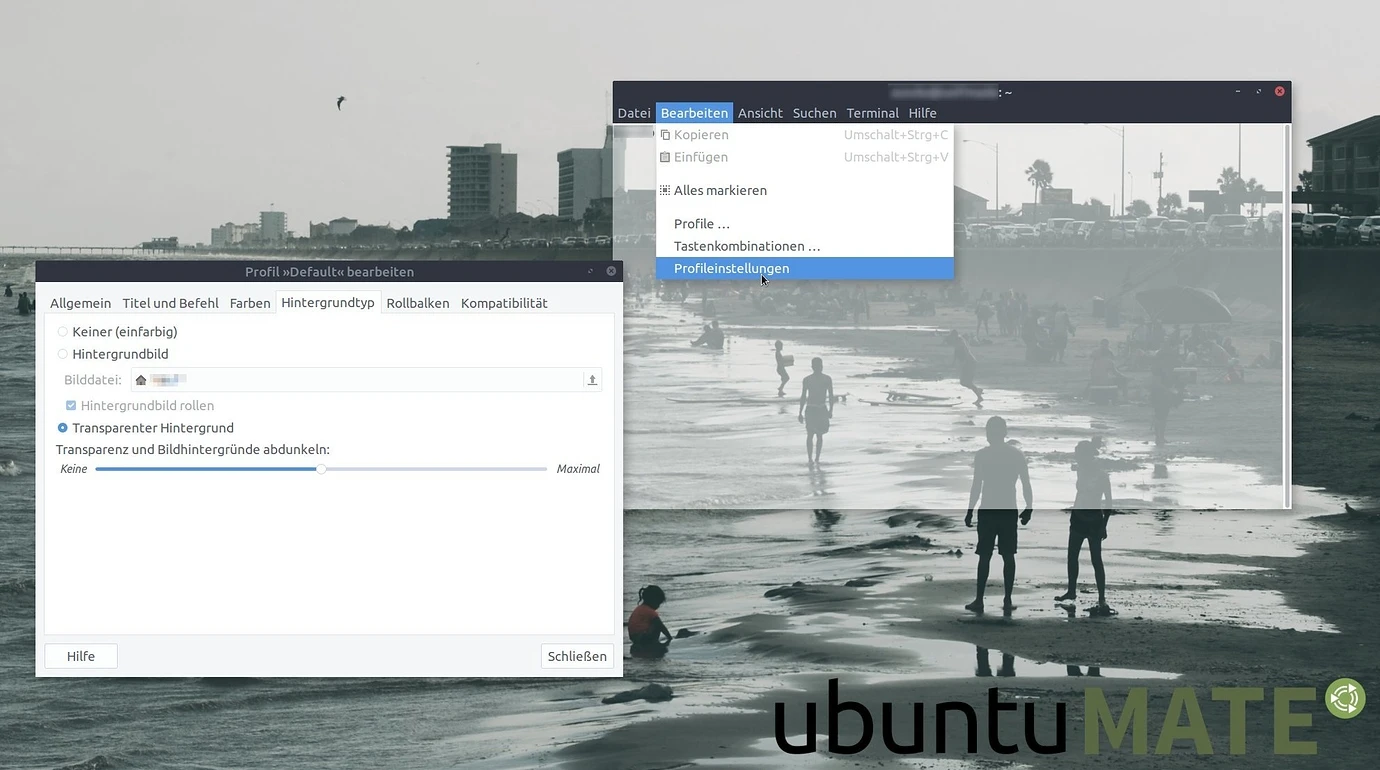 : ~
Datei Bearbeiten Ansicht Suchen Terminal Hilfe
Kopieren Umschalt+Strg+C
Einfügen Umschalt+Strg+V
Alles markieren
Profile ...
Tastenkombinationen ...
Profileinstellungen
Profil »Default« bearbeiten
Allgemein Titel und Befehl Farben Hintergrundtyp Rollbalken Kompatibilität
Keiner (einfarbig)
Hintergrundbild
Bilddatei:
Hintergrundbild rollen
Transparenter Hintergrund
Transparenz und Bildhintergründe abdunkeln:
Keine Maximal
Hilfe Schließen
ubuntu MATE